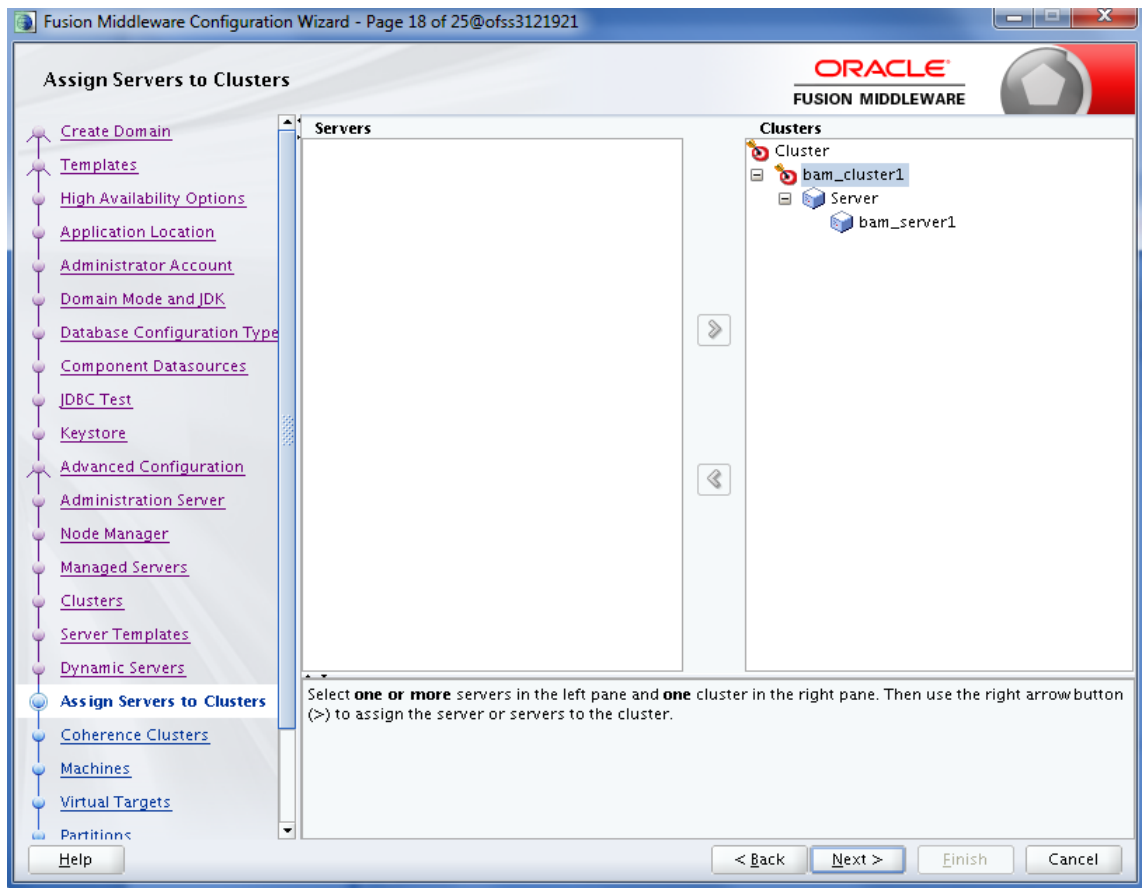 Fusion Middleware Configuration Wizard - Page 18 of 25@ofss3121921
Assign Servers to Clusters
ORACLE
FUSION MIDDLEWARE
Create Domain
Templates
High Availability Options
Application Location
Administrator Account
Domain Mode and JDK
Database Configuration Type
Component Datasources
JDBC Test
Keystore
Advanced Configuration
Administration Server
Node Manager
Managed Servers
Clusters
Server Templates
Dynamic Servers
Assign Servers to Clusters
Coherence Clusters
Machines
Virtual Targets
Partitions
Servers
Clusters
Cluster
bam_cluster1
Server
bam_server1
Select one or more servers in the left pane and one cluster in the right pane. Then use the right arrow button
(>) to assign the server or servers to the cluster.
Help
< Back
Next >
Finish
Cancel